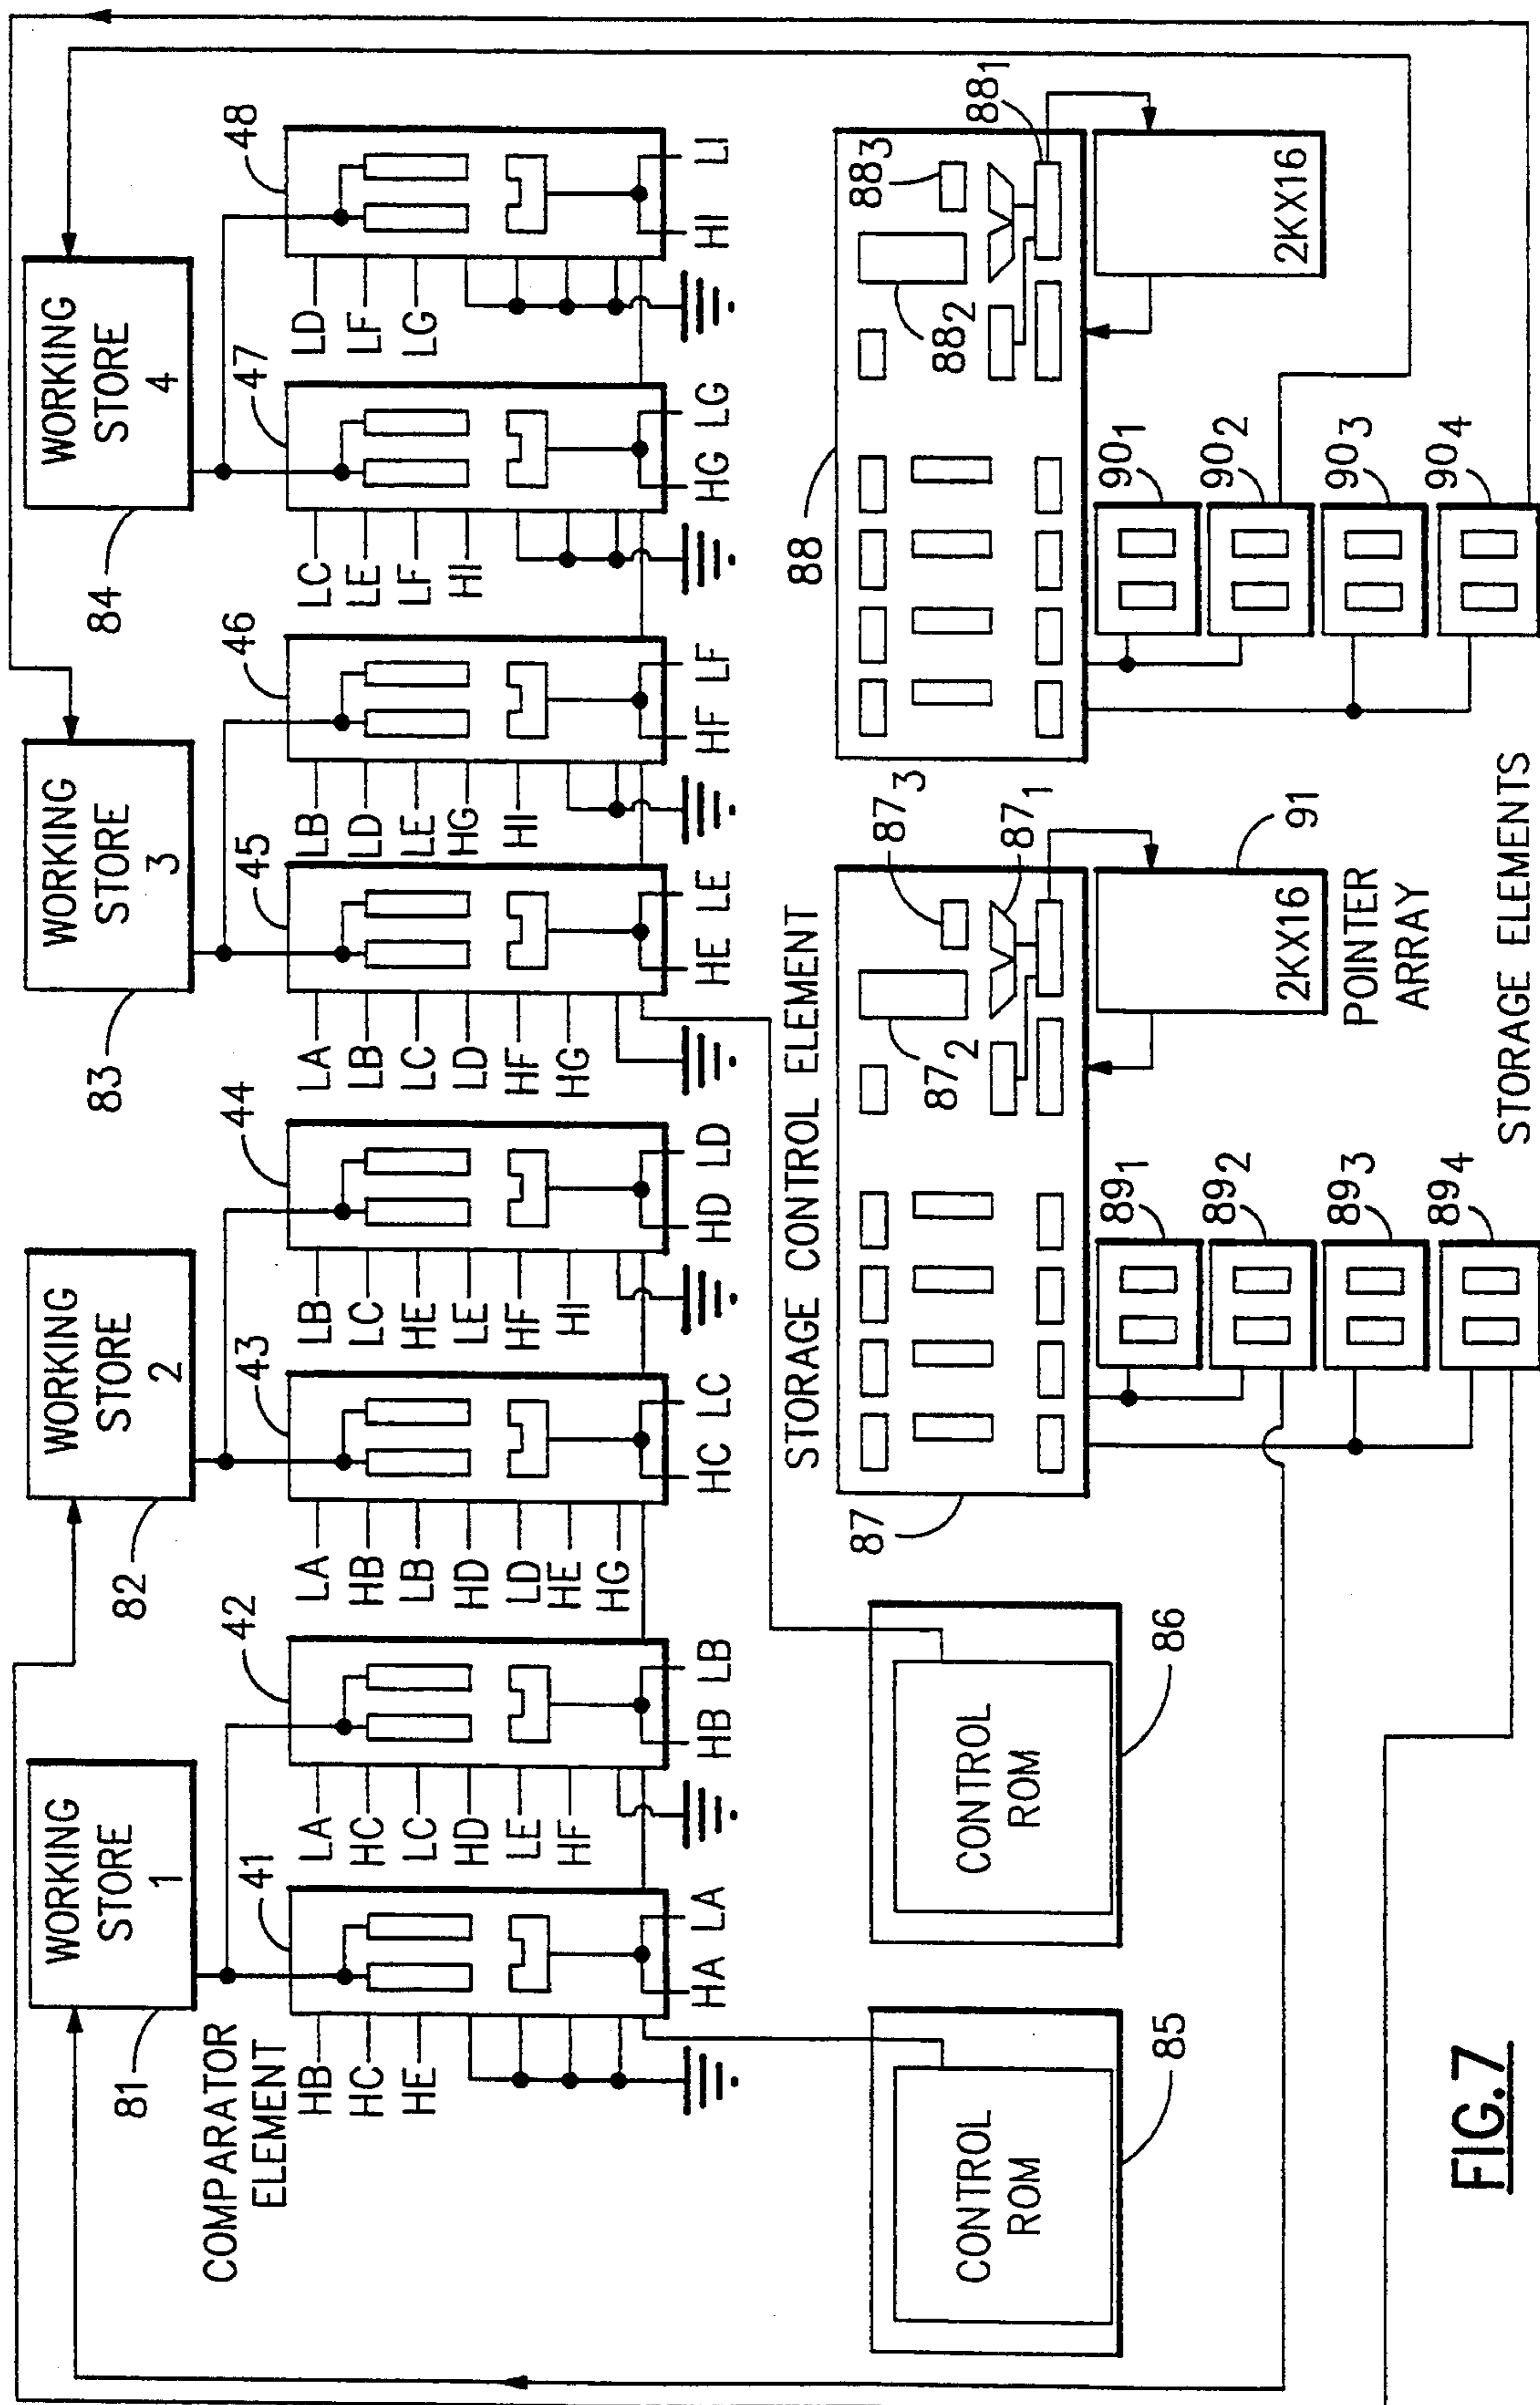 WORKING
STORE
1
81
WORKING
STORE
2
82
WORKING
STORE
3
83
WORKING
STORE
4
84
COMPARATOR
ELEMENT
41
HB
HC
HE
HA LA
42
LA
HC
LC
HD
LE
HF
HB LB
43
LA
HB
LB
HD
LD
HE
HG
HC LC
44
LB
LC
HE
LE
HF
HI
HD LD
45
LA
LB
LC
LD
HF
HG
HE LE
46
LB
LD
LE
HG
HI
HF LF
47
LC
LE
LF
HI
HG LG
48
LD
LF
LG
HI LI
CONTROL
ROM
85
CONTROL
ROM
86
STORAGE CONTROL ELEMENT
87
87₂
87₃
87₁
88
88₂
88₃
88₁
2KX16
91
POINTER
ARRAY
2KX16
89₁
89₂
89₃
89₄
90₁
90₂
90₃
90₄
STORAGE ELEMENTS
FIG.7